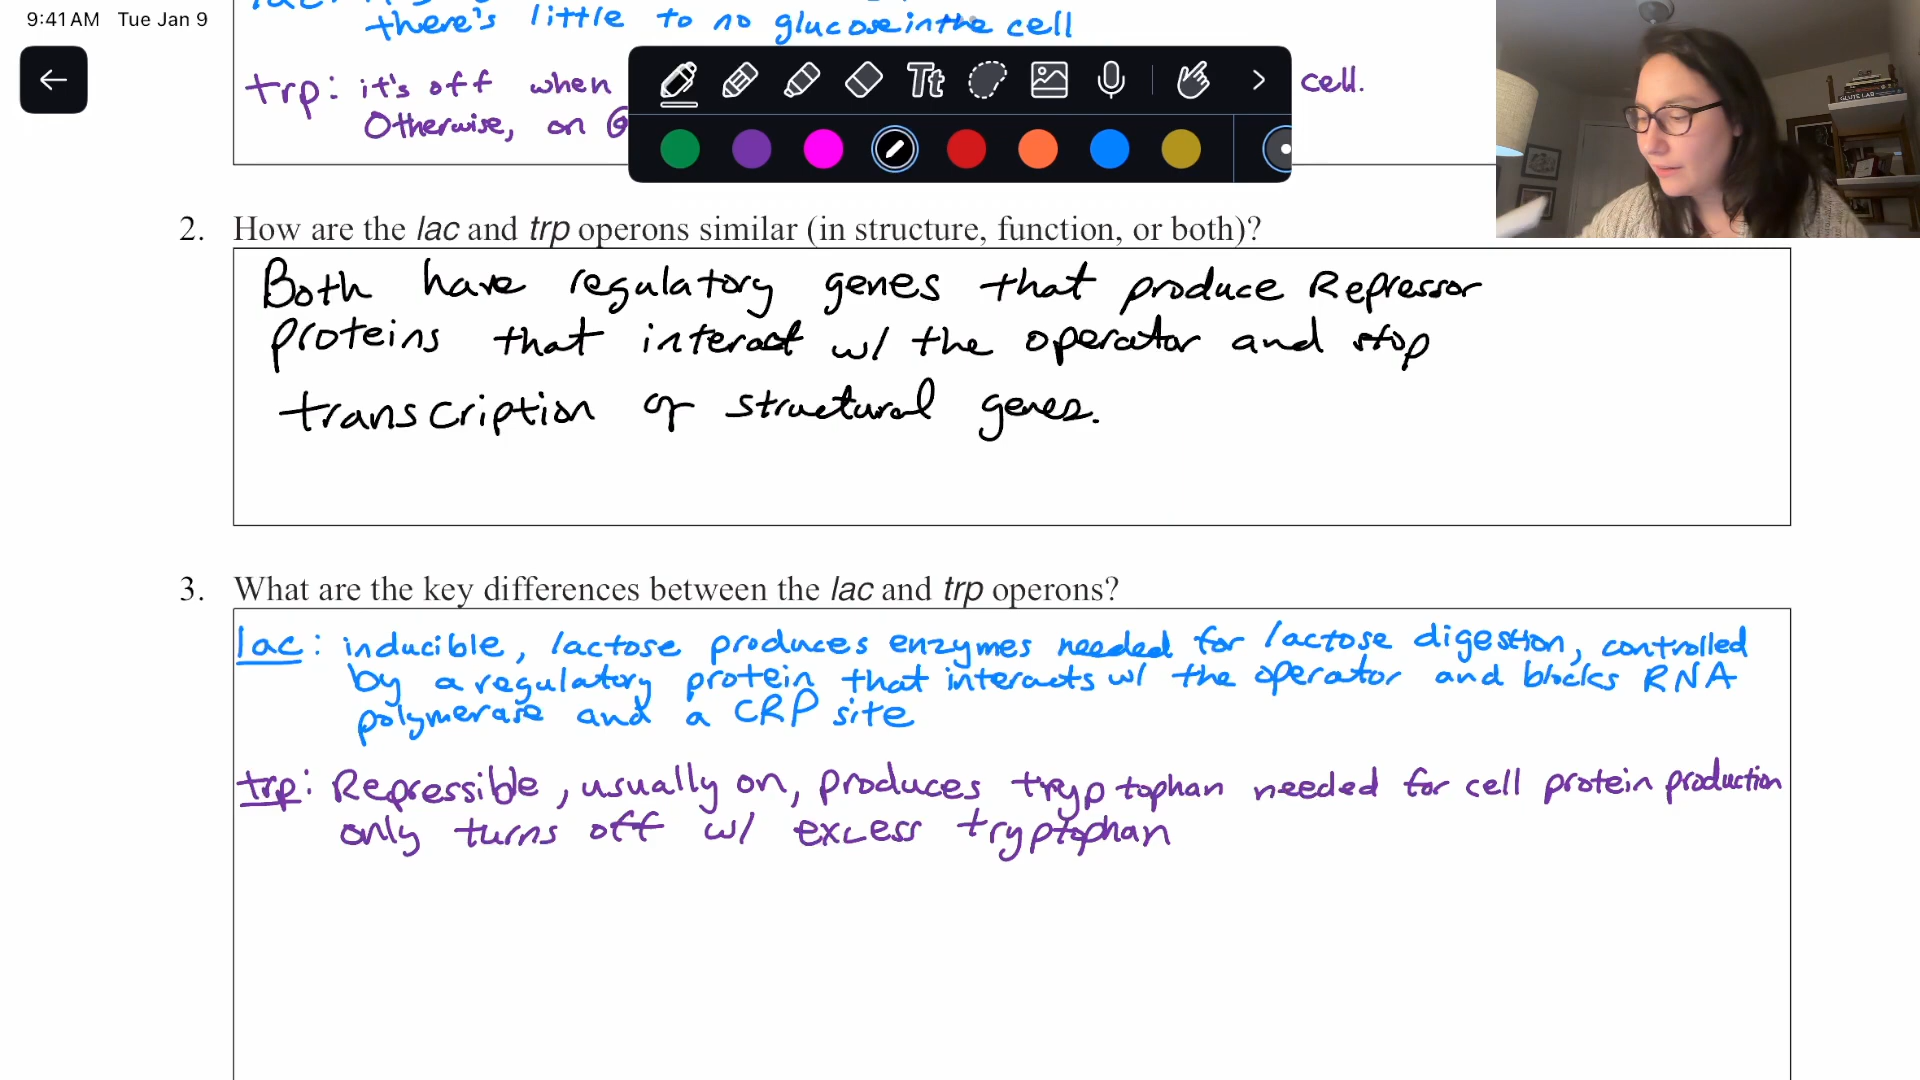 9:41 AM Tue Jan 9
there's little to no glucose in the cell
trp: it's off when cell.
Otherwise, on
Tt
GLUTE LAB
2. How are the lac and trp operons similar (in structure, function, or both)?
Both have regulatory genes that produce Repressor
proteins that interact w/ the operator and stop
transcription of structural genes.
3. What are the key differences between the lac and trp operons?
lac: inducible, lactose produces enzymes needed for lactose digestion, controlled
by a regulatory protein that interacts w/ the operator and blocks RNA
polymerase and a CRP site
trp: Repressible, usually on, produces tryptophan needed for cell protein production
only turns off w/ excess tryptophan